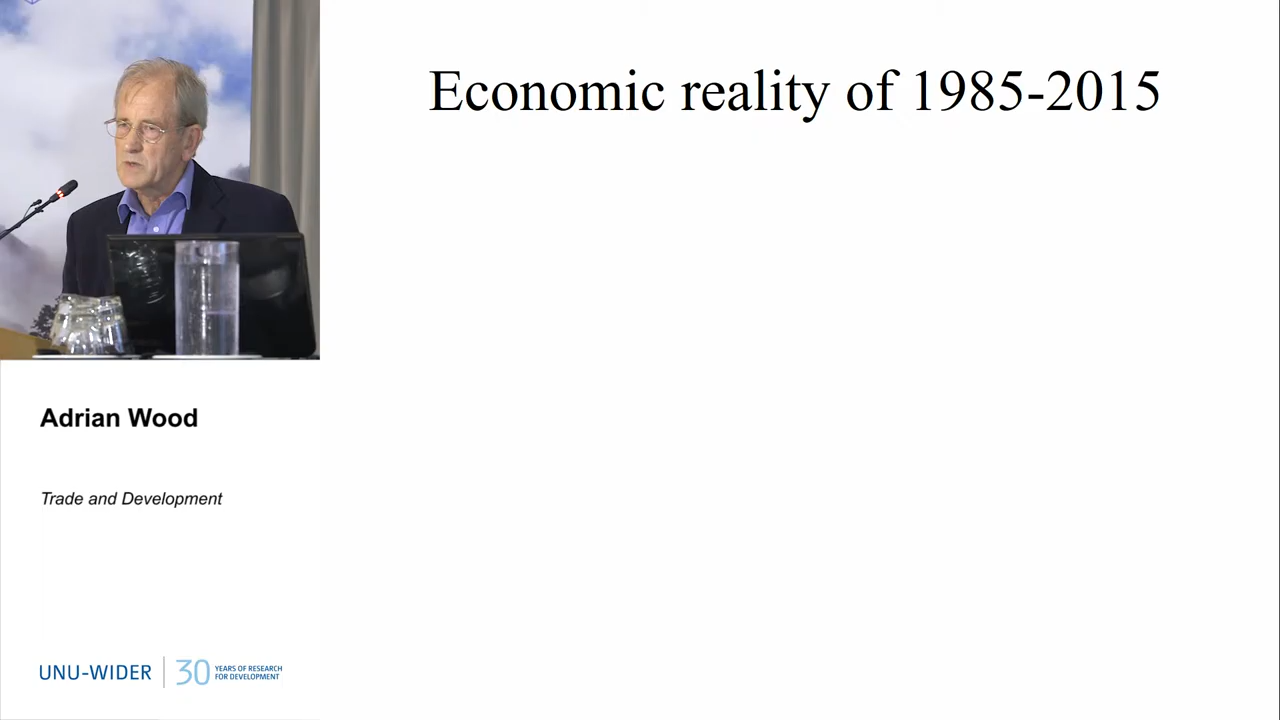 Economic reality of 1985-2015
Adrian Wood
Trade and Development
UNU-WIDER
30
YEARS OF RESEARCH
FOR DEVELOPMENT